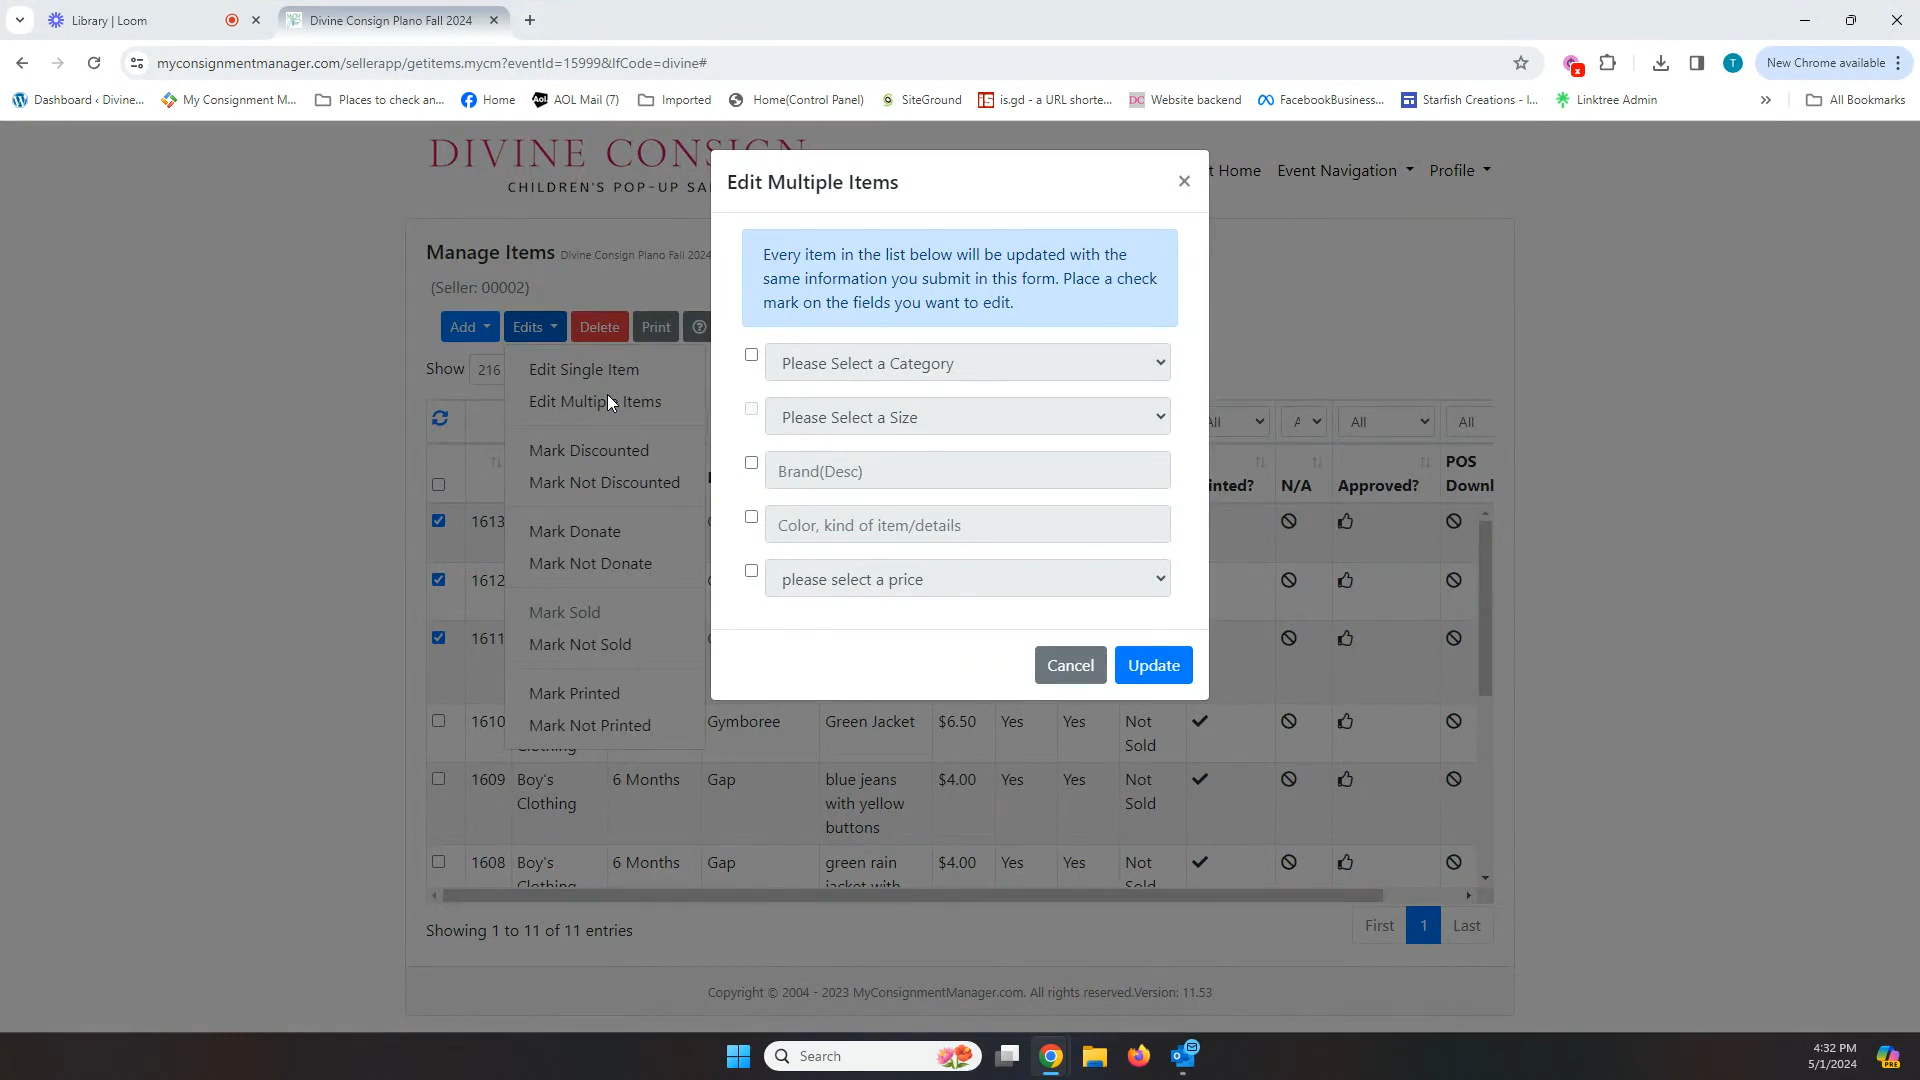 Library | Loom
Divine Consign Plano Fall 2024
myconsignmentmanager.com/sellerapp/getitems.mycm?eventId=15999&lfCode=divine#
T
New Chrome available
Dashboard ‹ Divine...
My Consignment M...
Places to check an...
Home
AOL Mail (7)
Imported
Home(Control Panel)
SiteGround
is.gd - a URL shorte...
Website backend
FacebookBusiness...
Starfish Creations - I...
Linktree Admin
All Bookmarks
DIVINE CONSIGN
CHILDREN'S POP-UP SA
t Home
Event Navigation
Profile
Manage Items Divine Consign Plano Fall 2024
(Seller: 00002)
Add
Edits
Delete
Print
Show 216
Edit Single Item
Edit Multiple Items
Mark Discounted
Mark Not Discounted
Mark Donate
Mark Not Donate
Mark Sold
Mark Not Sold
Mark Printed
Mark Not Printed
Edit Multiple Items
×
Every item in the list below will be updated with the
same information you submit in this form. Place a check
mark on the fields you want to edit.
Please Select a Category
Please Select a Size
Brand(Desc)
Color, kind of item/details
please select a price
Cancel
Update
All
All
All
inted?
N/A
Approved?
POS
Downl
1613
1612
1611
1610 Clothing Gymboree Green Jacket $6.50 Yes Yes Not Sold
1609 Boy's Clothing 6 Months Gap blue jeans with yellow buttons $4.00 Yes Yes Not Sold
1608 Boy's Clothing 6 Months Gap green rain jacket with $4.00 Yes Yes Not Sold
Showing 1 to 11 of 11 entries
First 1 Last
Copyright © 2004 - 2023 MyConsignmentManager.com. All rights reserved.Version: 11.53
Search
4:32 PM
5/1/2024